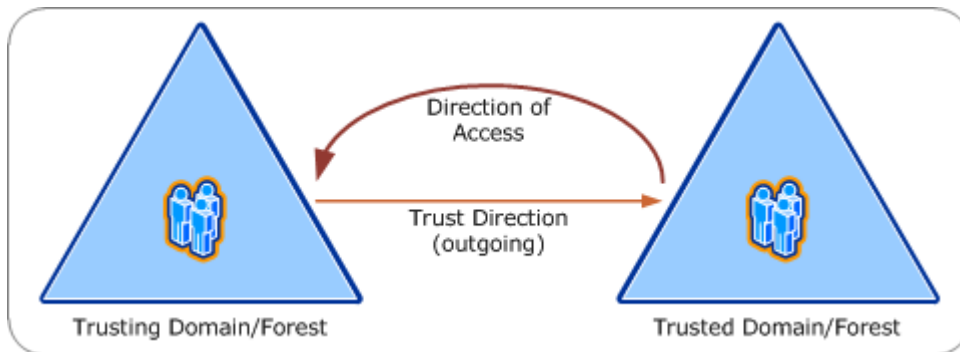 Direction of
Access
Trust Direction
(outgoing)
Trusting Domain/Forest
Trusted Domain/Forest